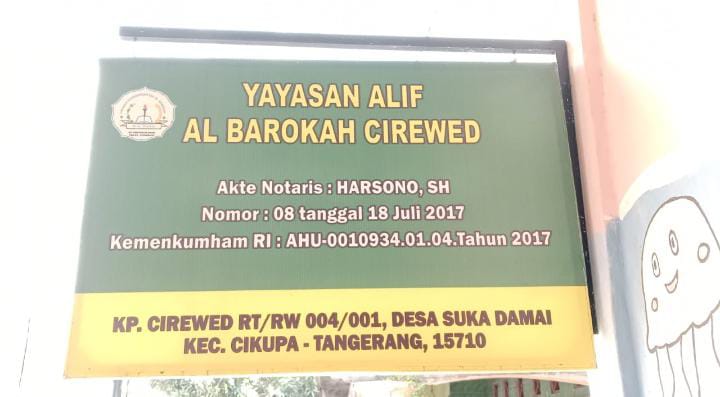 YAYASAN ALIF
AL BAROKAH CIREWED
Akte Notaris : HARSONO, SH
Nomor : 08 tanggal 18 Juli 2017
Kemenkumham RI : AHU-0010934.01.04.Tahun 2017
KP. CIREWED RT/RW 004/001, DESA SUKA DAMAI
KEC. CIKUPA - TANGERANG, 15710